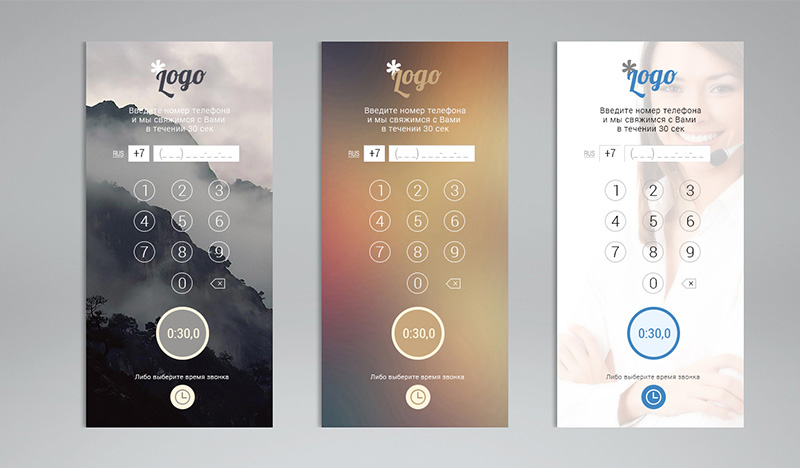 *Logo
Введите номер телефона
и мы свяжимся с Вами
в течении 30 сек
RUS +7 (_ _ _) _ _ _ - _ _ - _ _
1 2 3
4 5 6
7 8 9
0
0:30,0
Либо выберите время звонка
*Logo
Введите номер телефона
и мы свяжимся с Вами
в течении 30 сек
RUS +7 (_ _ _) _ _ _ - _ _ - _ _
1 2 3
4 5 6
7 8 9
0
0:30,0
Либо выберите время звонка
*Logo
Введите номер телефона
и мы свяжимся с Вами
в течении 30 сек
RUS +7 (_ _ _) _ _ _ - _ _ - _ _
1 2 3
4 5 6
7 8 9
0
0:30,0
Либо выберите время звонка